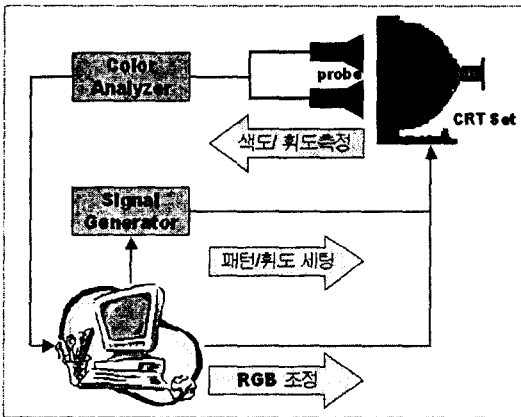 Color
Analyzer
probe
CRT Set
색도/ 휘도측정
Signal
Generator
패턴/휘도 세팅
RGB 조정